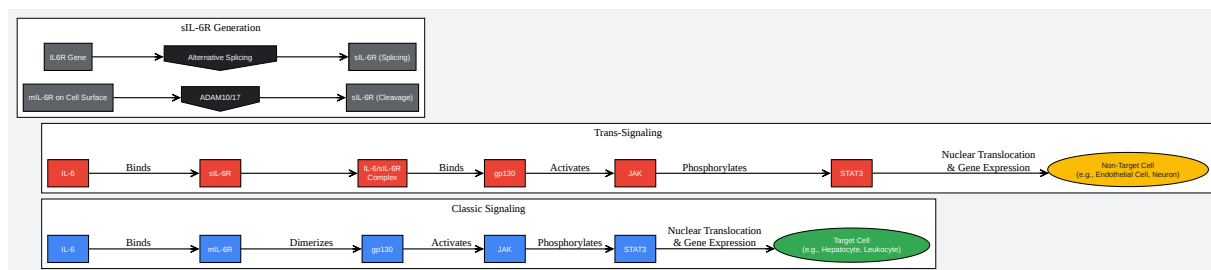 sIL-6R Generation
IL6R Gene
Alternative Splicing
sIL-6R (Splicing)
mIL-6R on Cell Surface
ADAM10/17
sIL-6R (Cleavage)
Trans-Signaling
IL-6
Binds
sIL-6R
IL-6/sIL-6R
Complex
Binds
gp130
Activates
JAK
Phosphorylates
STAT3
Nuclear Translocation
& Gene Expression
Non-Target Cell
(e.g., Endothelial Cell, Neuron)
Classic Signaling
IL-6
Binds
mIL-6R
Dimerizes
gp130
Activates
JAK
Phosphorylates
STAT3
Nuclear Translocation
& Gene Expression
Target Cell
(e.g., Hepatocyte, Leukocyte)